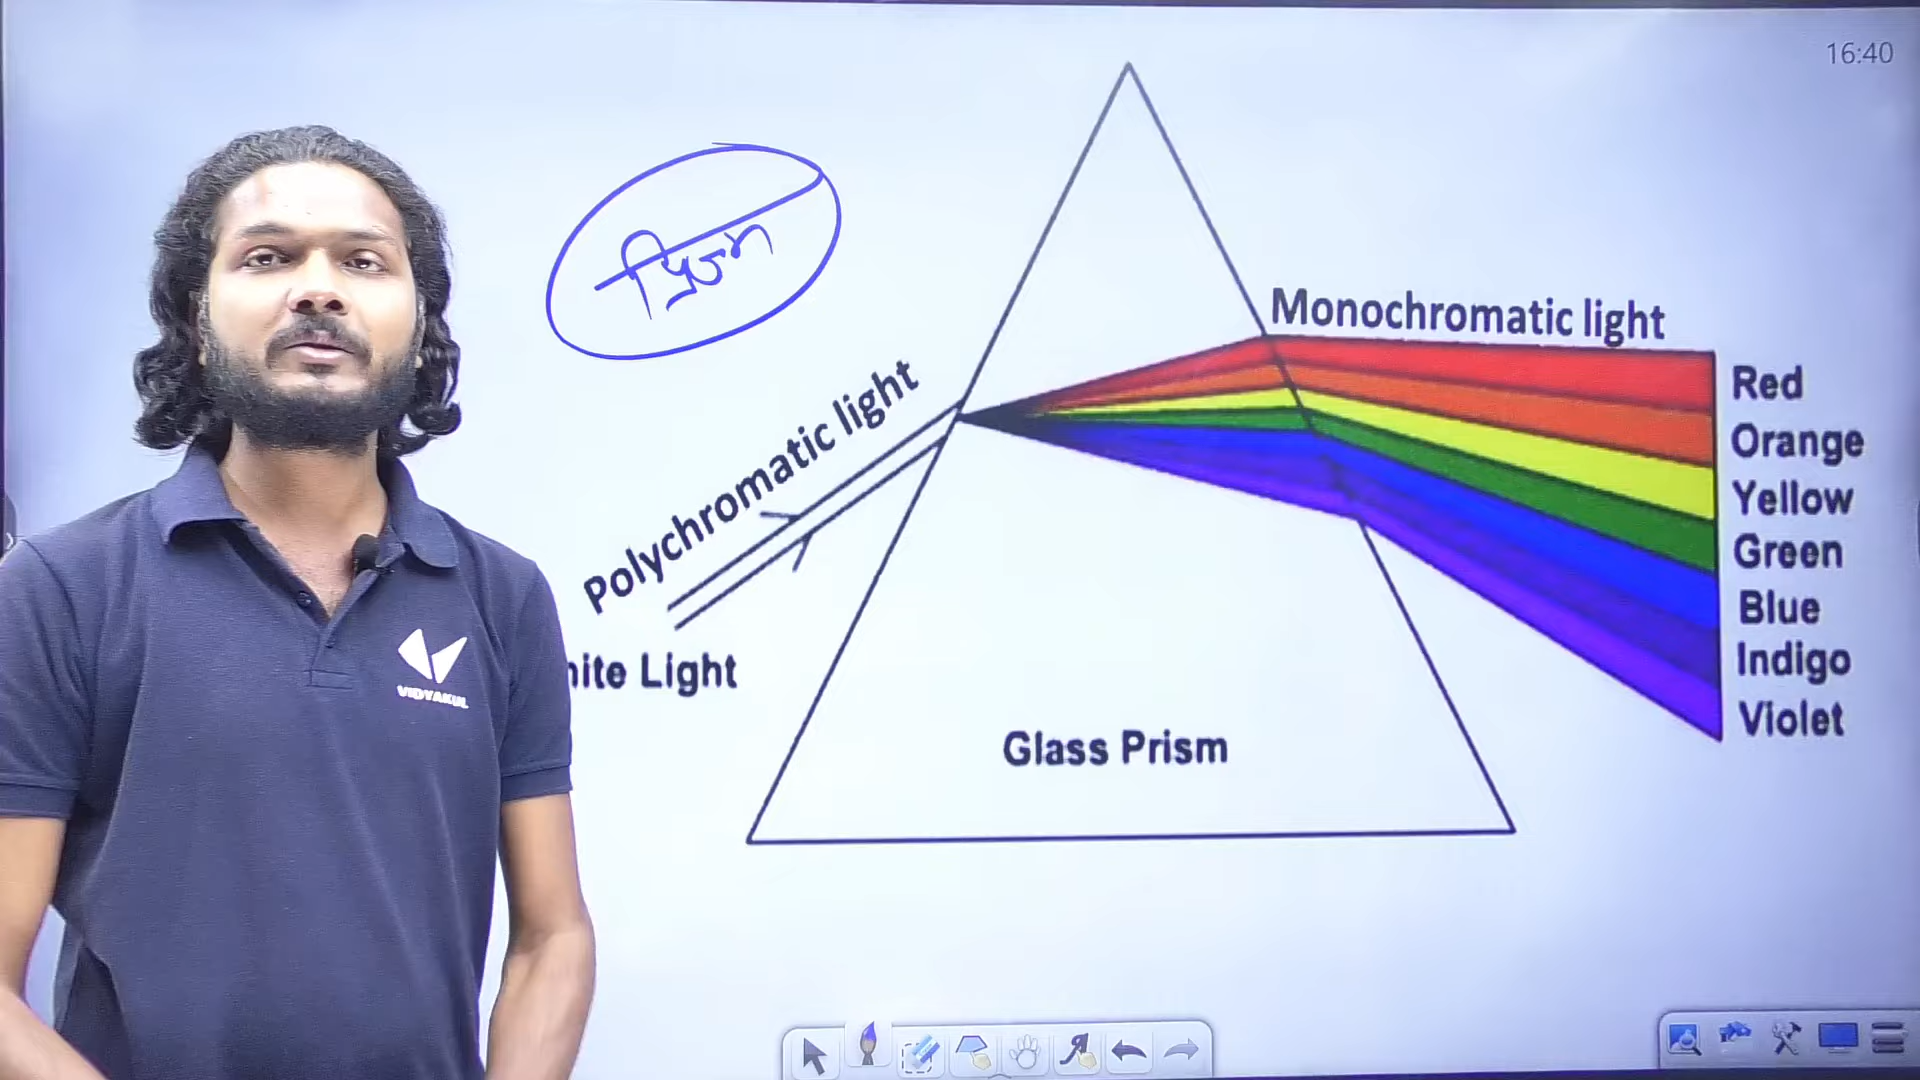 16:40
प्रिज्म
Monochromatic light
Polychromatic light
Red
Orange
Yellow
Green
Blue
Indigo
Violet
hite Light
Glass Prism
VIDYAKUL